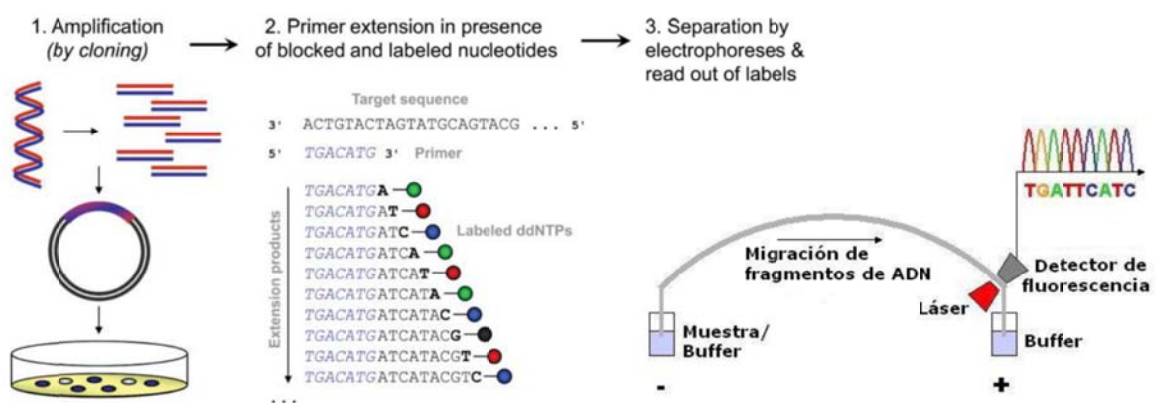 1. Amplification
(by cloning)
2. Primer extension in presence
of blocked and labeled nucleotides
3. Separation by
electrophoreses &
read out of labels
Target sequence
3' ACTGTACTAGTATGCAGTACG ... 5'
5' TGACATG 3' Primer
Extension products
Labeled ddNTPs
TGACATGA
TGACATGAT
TGACATGATC
TGACATGATCA
TGACATGATCAT
TGACATGATCATA
TGACATGATCATAC
TGACATGATCATACG
TGACATGATCATACGT
TGACATGATCATACGTC
...
Migración de
fragmentos de ADN
TGATTCATC
Detector de
fluorescencia
Láser
Muestra/
Buffer
Buffer
-
+